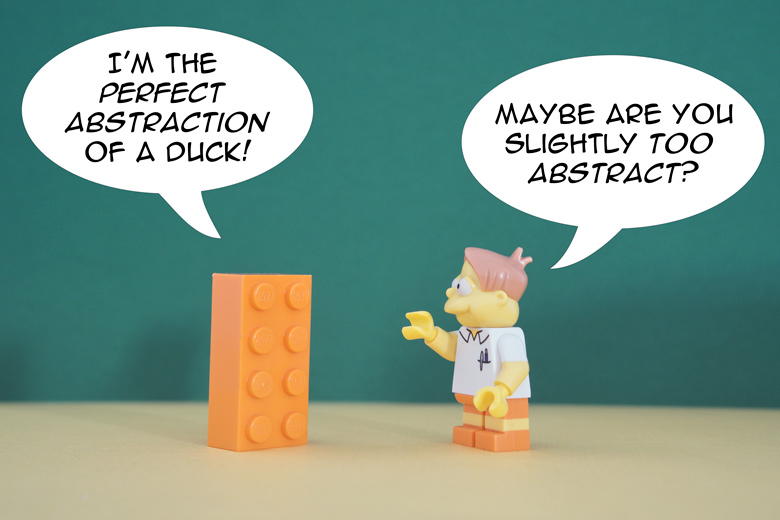 I'M THE
PERFECT
ABSTRACTION
OF A DUCK!
MAYBE ARE YOU
SLIGHTLY TOO
ABSTRACT?